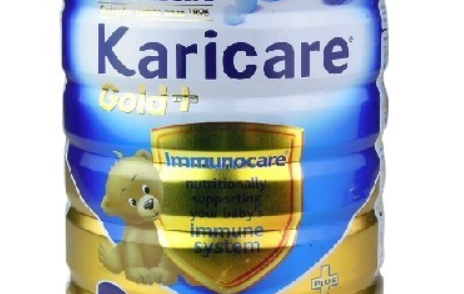 Karicare®
Gold+
Immunocare®
nutritionally
supporting
your baby's
immune
system
PLUS